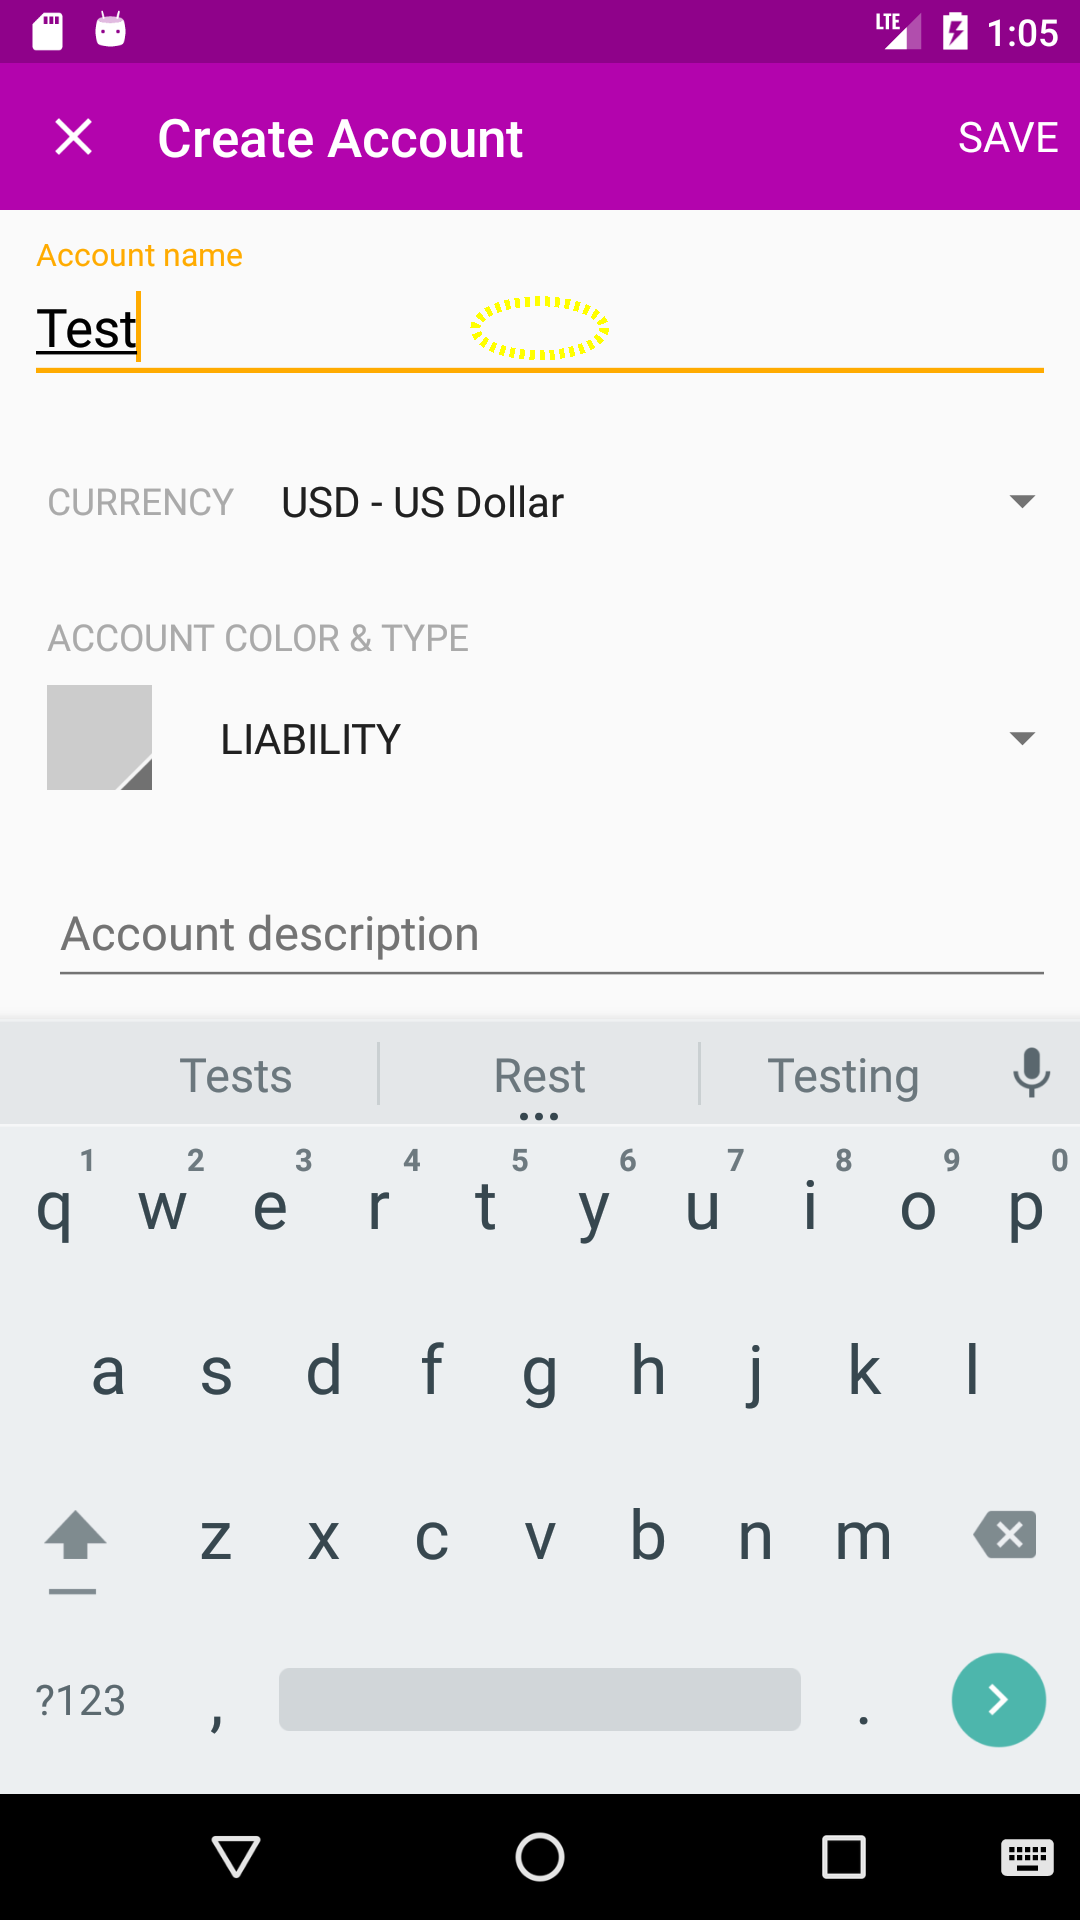 LTE 1:05
Create Account SAVE
Account name
Test
CURRENCY USD - US Dollar
ACCOUNT COLOR & TYPE
LIABILITY
Account description
Tests Rest Testing
1 2 3 4 5 6 7 8 9 0
q w e r t y u i o p
a s d f g h j k l
z x c v b n m
?123 , .